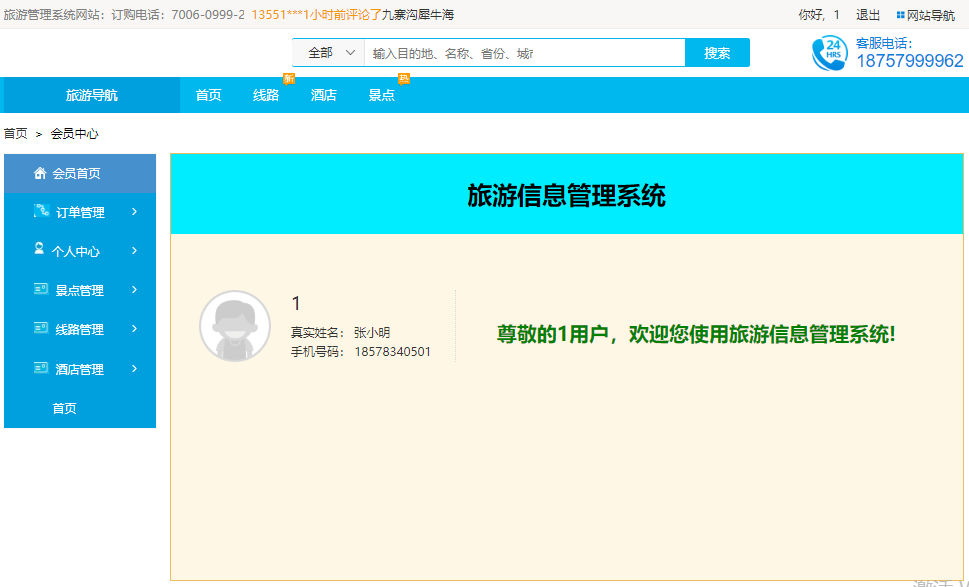 旅游管理系统网站：订购电话：7006-0999-2 13551***1小时前评论了九寨沟犀牛海
你好，1 退出 网站导航
全部 输入目的地、名称、省份、城 搜索
24 HRS 客服电话：
18757999962
旅游导航 首页 线路 新 酒店 景点 热
首页 > 会员中心
会员首页
订单管理
个人中心
景点管理
线路管理
酒店管理
首页
旅游信息管理系统
1
真实姓名： 张小明
手机号码： 18578340501
尊敬的1用户，欢迎您使用旅游信息管理系统!